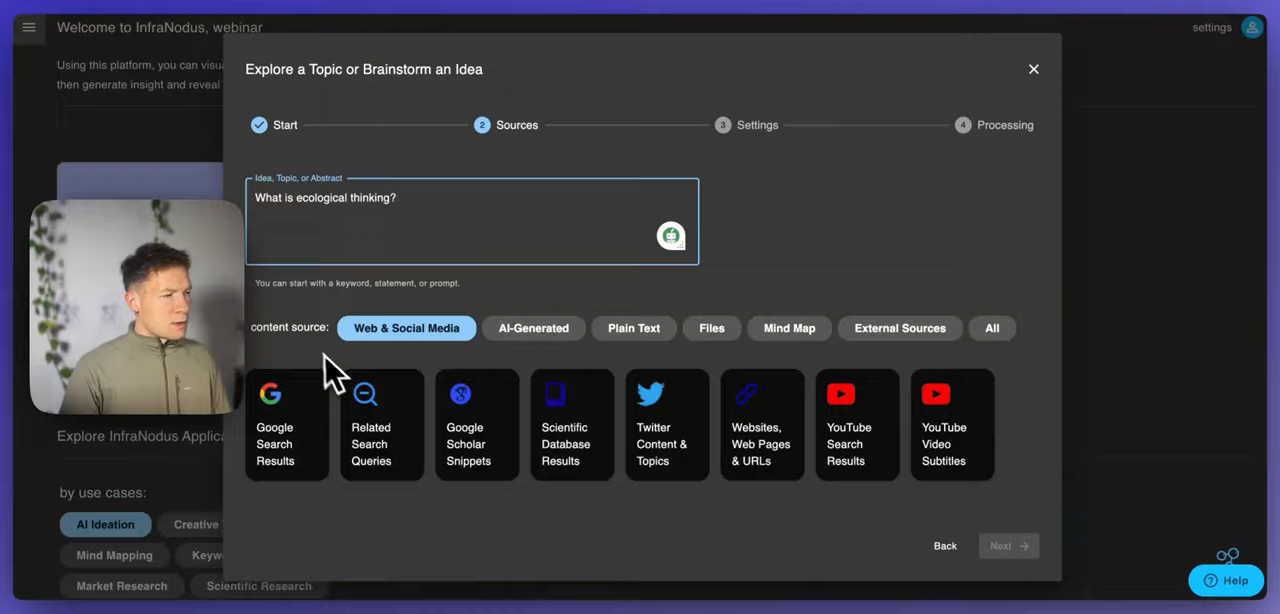 Welcome to InfraNodus, webinar
settings
Using this platform, you can visu
then generate insight and reveal
Explore a Topic or Brainstorm an Idea
Start
2
Sources
3
Settings
4
Processing
Idea, Topic, or Abstract
What is ecological thinking?
You can start with a keyword, statement, or prompt.
content source:
Web & Social Media
AI-Generated
Plain Text
Files
Mind Map
External Sources
All
Google
Search
Results
Related
Search
Queries
Google
Scholar
Snippets
Scientific
Database
Results
Twitter
Content &
Topics
Websites,
Web Pages
& URLs
YouTube
Search
Results
YouTube
Video
Subtitles
Explore InfraNodus Applica
by use cases:
AI Ideation
Creative
Mind Mapping
Keyw
Market Research
Scientific Research
Back
Next
Help